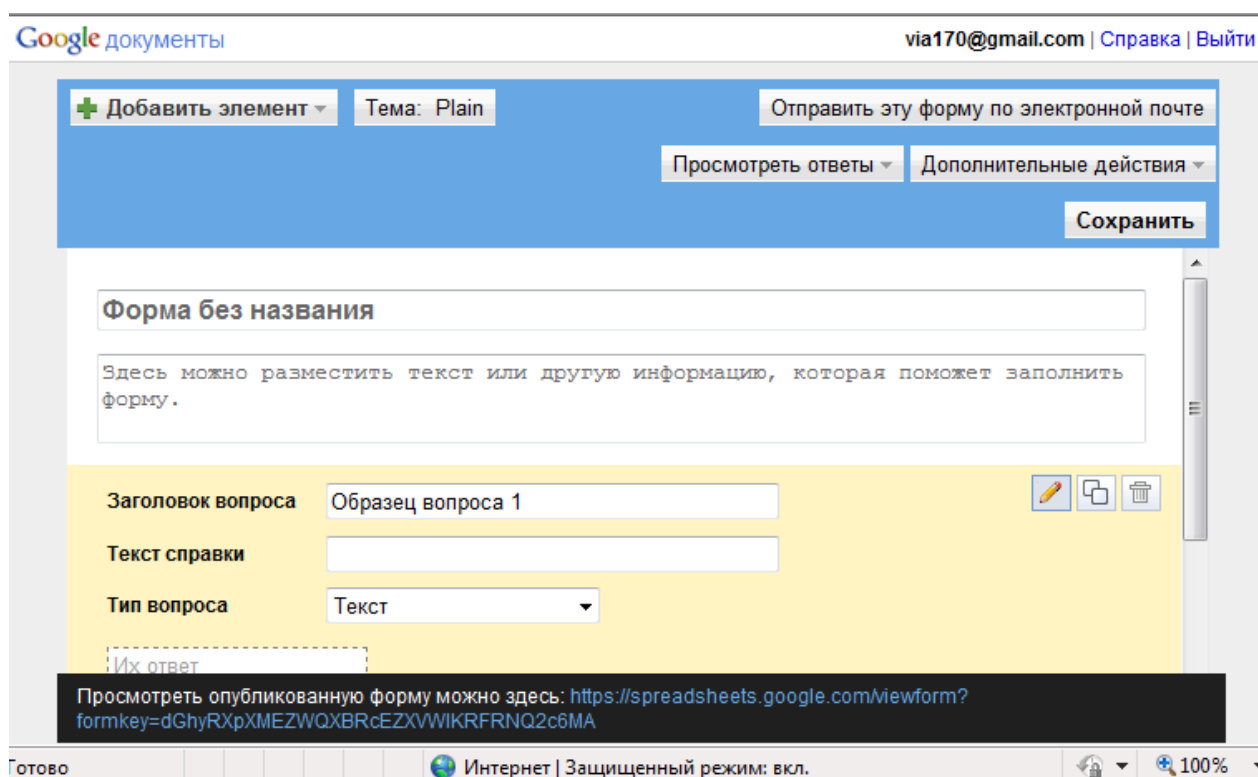 Google документы
via170@gmail.com | Справка | Выйти
Добавить элемент
Тема: Plain
Отправить эту форму по электронной почте
Просмотреть ответы
Дополнительные действия
Сохранить
Форма без названия
Здесь можно разместить текст или другую информацию, которая поможет заполнить
форму.
Заголовок вопроса
Образец вопроса 1
Текст справки
Тип вопроса
Текст
Их ответ
Просмотреть опубликованную форму можно здесь: https://spreadsheets.google.com/viewform?
formkey=dGhyRXpXMEZWQXBRcEZXVWlKRFRNQ2c6MA
Готово
Интернет | Защищенный режим: вкл.
100%